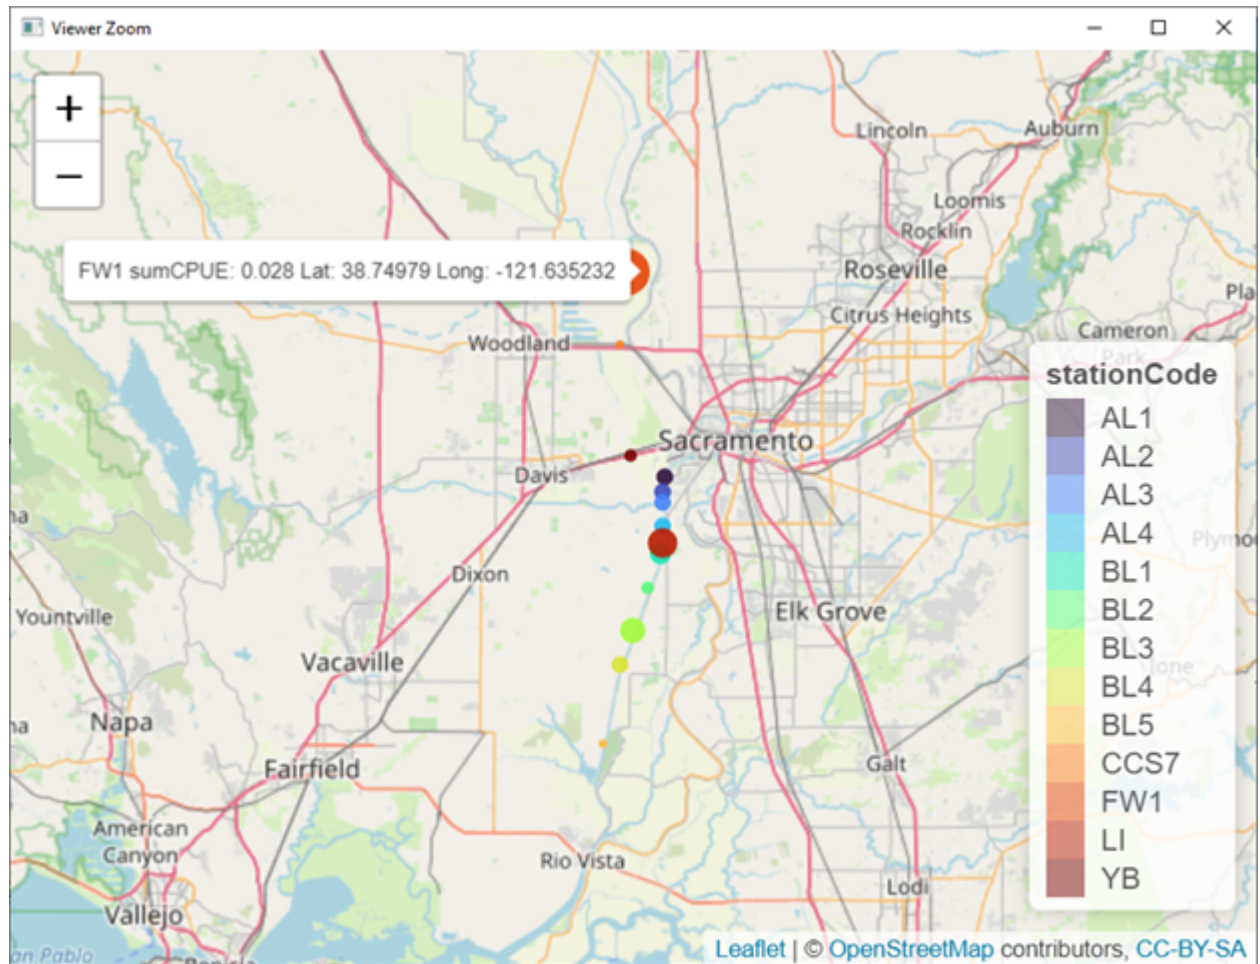 Viewer Zoom
+
−
Lincoln
Auburn
Loomis
Rocklin
FW1 sumCPUE: 0.028 Lat: 38.74979 Long: -121.635232
Roseville
Citrus Heights
Cameron
Park
Woodland
stationCode
AL1
AL2
AL3
AL4
BL1
BL2
BL3
BL4
BL5
CCS7
FW1
LI
YB
Sacramento
Davis
Dixon
Yountville
Elk Grove
Vacaville
Ione
Napa
Fairfield
Galt
American
Canyon
Rio Vista
Lodi
Vallejo
Leaflet | © OpenStreetMap contributors, CC-BY-SA